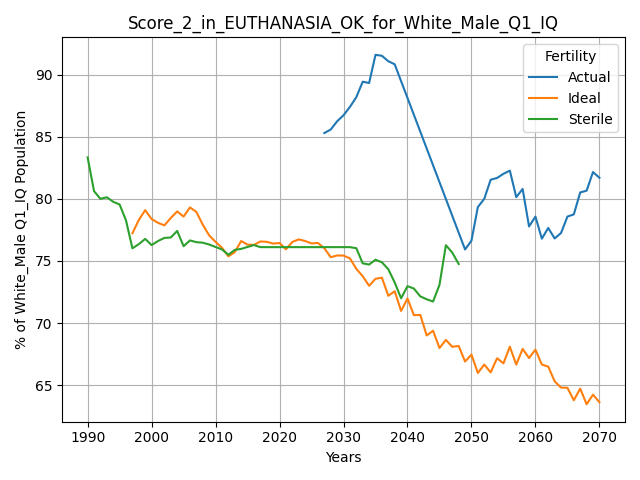 Score_2_in_EUTHANASIA_OK_for_White_Male_Q1_IQ
Fertility
Actual
Ideal
Sterile
% of White_Male Q1_IQ Population
90
85
80
75
70
65
1990 2000 2010 2020 2030 2040 2050 2060 2070
Years